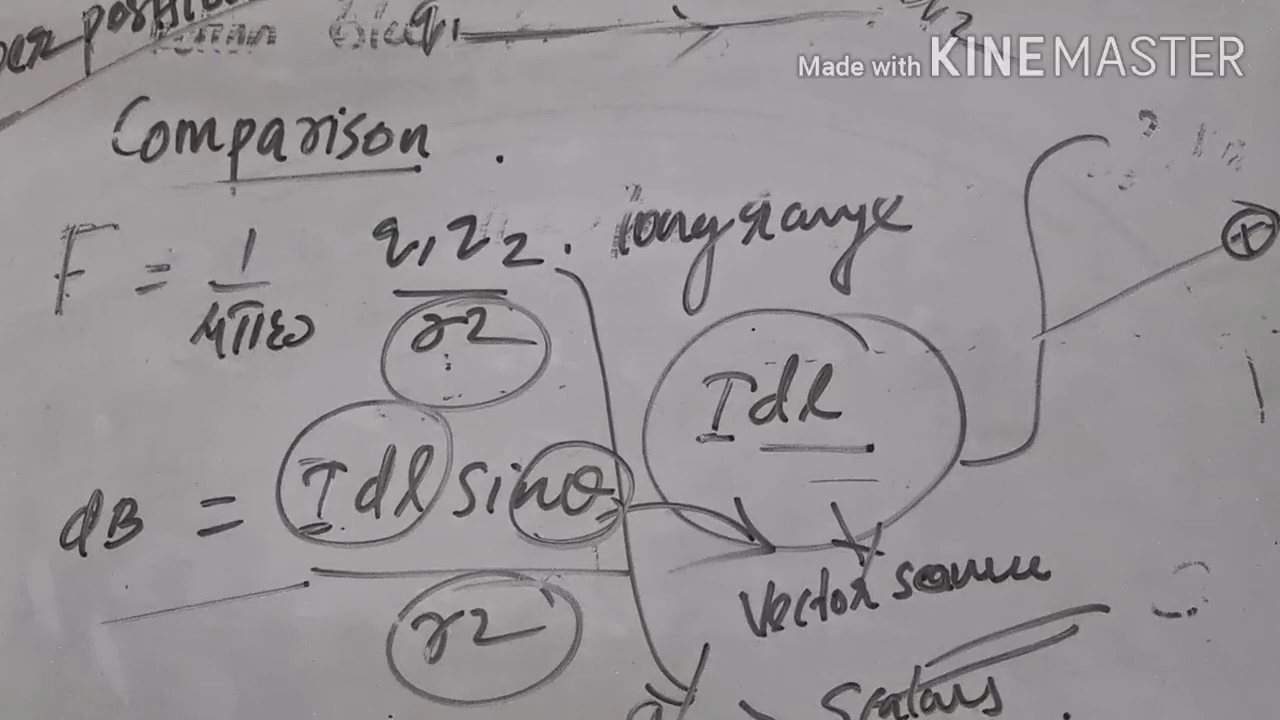 Made with KINEMASTER
Comparison.
F = 1/4πε0 q1q2/r2. long range
Idl
dB = Idl sinθ/r2
Vector source
Scalars